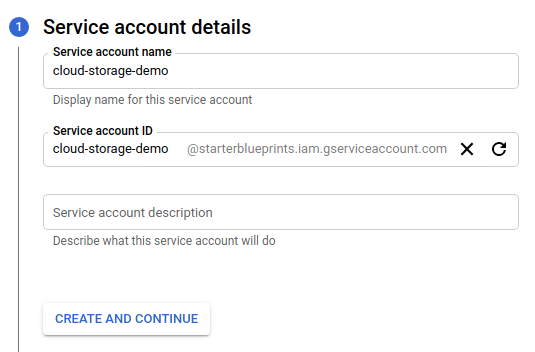 1 Service account details
Service account name
cloud-storage-demo
Display name for this service account
Service account ID
cloud-storage-demo @starterblueprints.iam.gserviceaccount.com
Service account description
Describe what this service account will do
CREATE AND CONTINUE